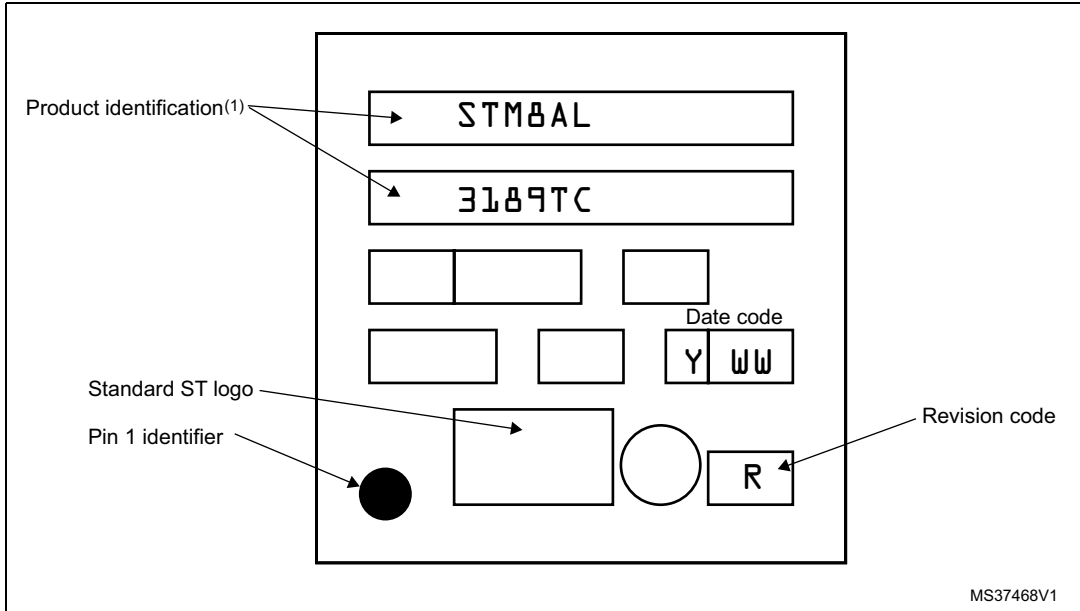 Product identification(1)
STM8AL
3189TC
Date code
Y WW
Standard ST logo
Pin 1 identifier
Revision code
R
MS37468V1